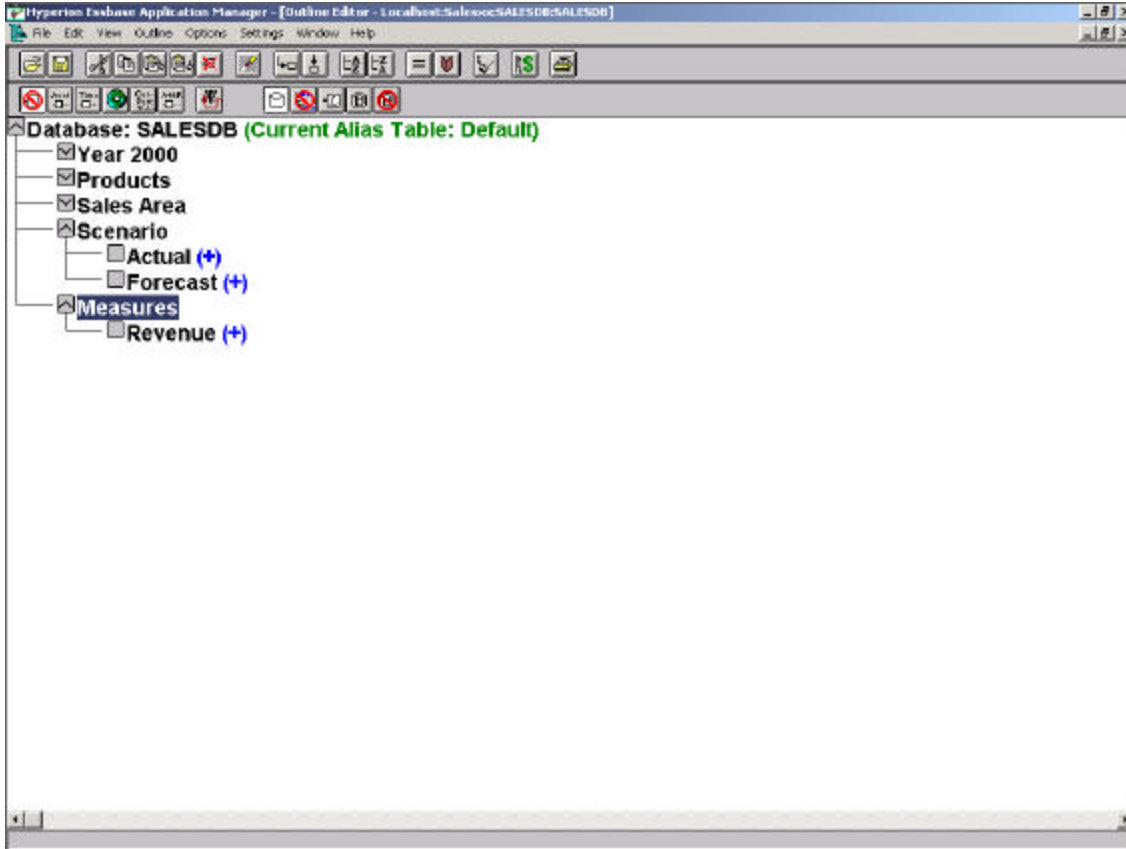 Hyperion Essbase Application Manager - [Outline Editor - Localhost:Salesoc:SALESDB:SALESDB]
File Edit View Outline Options Settings Window Help
Database: SALESDB (Current Alias Table: Default)
Year 2000
Products
Sales Area
Scenario
Actual (+)
Forecast (+)
Measures
Revenue (+)